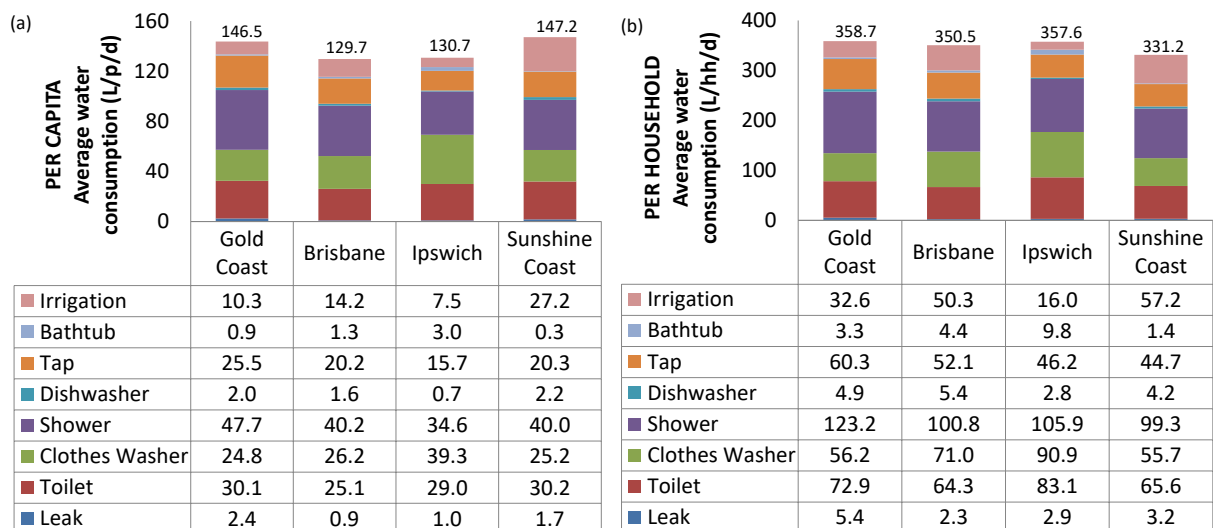 (a)
PER CAPITA
Average water
consumption (L/p/d)
160
120
80
40
0
146.5 129.7 130.7 147.2
Gold Coast Brisbane Ipswich Sunshine Coast
Irrigation 10.3 14.2 7.5 27.2
Bathtub 0.9 1.3 3.0 0.3
Tap 25.5 20.2 15.7 20.3
Dishwasher 2.0 1.6 0.7 2.2
Shower 47.7 40.2 34.6 40.0
Clothes Washer 24.8 26.2 39.3 25.2
Toilet 30.1 25.1 29.0 30.2
Leak 2.4 0.9 1.0 1.7
(b)
PER HOUSEHOLD
Average water
consumption (L/hh/d)
400
300
200
100
0
358.7 350.5 357.6 331.2
Gold Coast Brisbane Ipswich Sunshine Coast
Irrigation 32.6 50.3 16.0 57.2
Bathtub 3.3 4.4 9.8 1.4
Tap 60.3 52.1 46.2 44.7
Dishwasher 4.9 5.4 2.8 4.2
Shower 123.2 100.8 105.9 99.3
Clothes Washer 56.2 71.0 90.9 55.7
Toilet 72.9 64.3 83.1 65.6
Leak 5.4 2.3 2.9 3.2